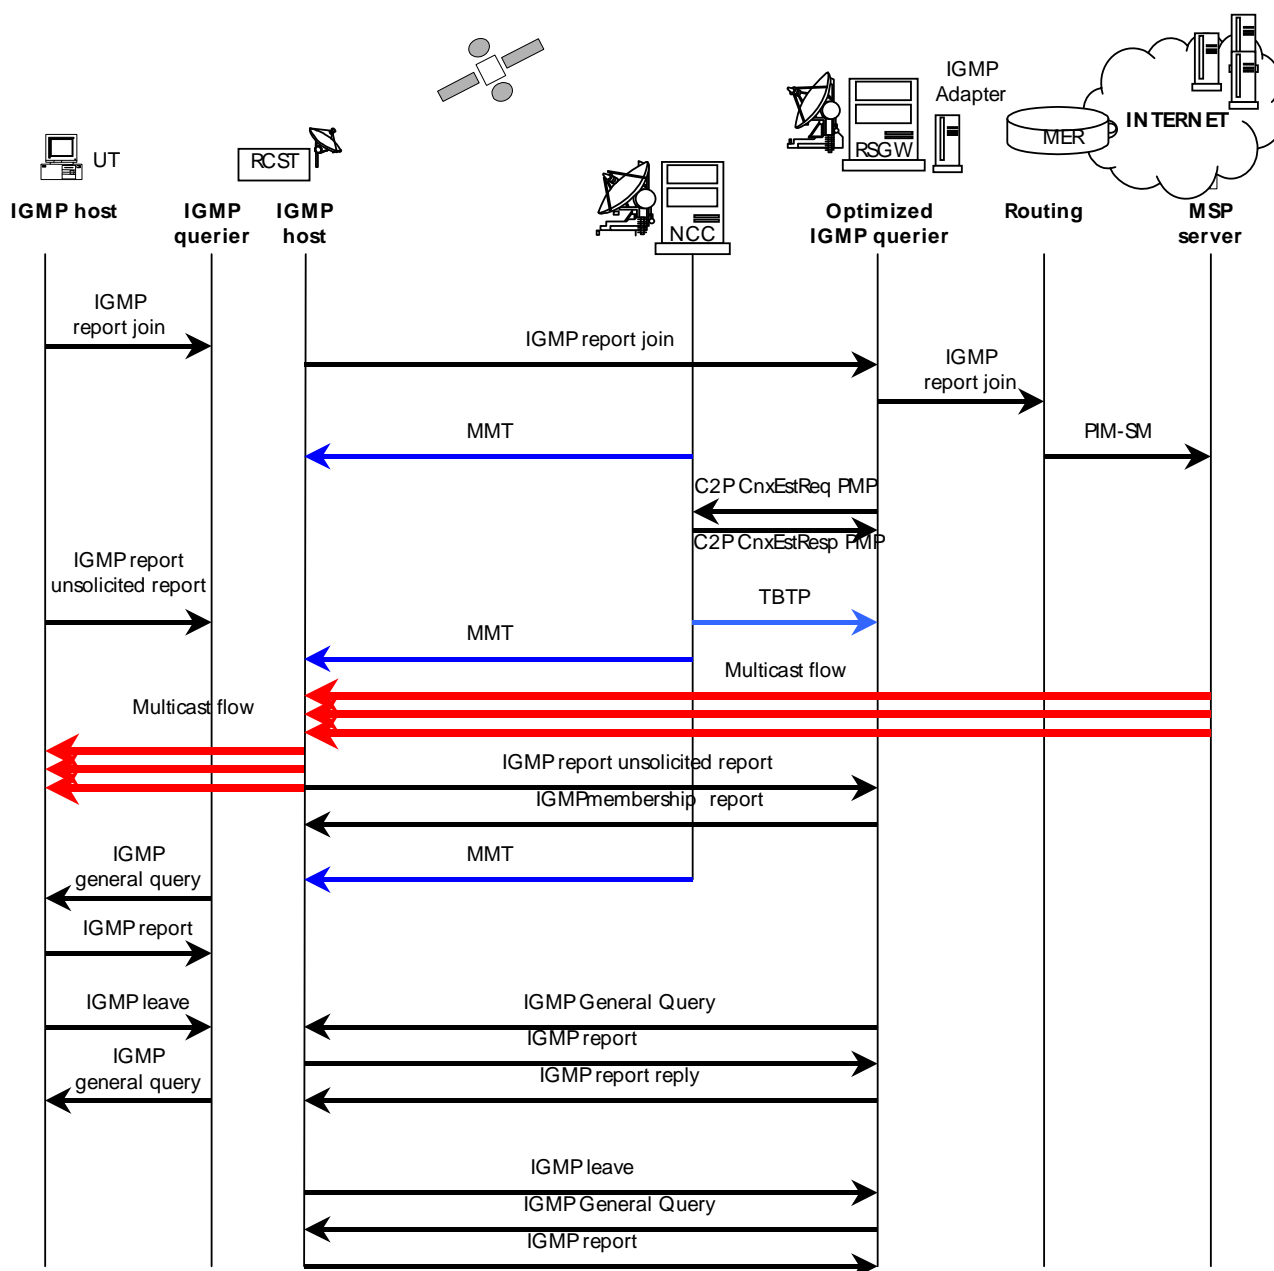 IGMP
Adapter
INTERNET
MER
RSGW
UT
RCST
NCC
IGMP host
IGMP
querier
IGMP
host
Optimized
IGMP querier
Routing
MSP
server
IGMP
report join
IGMP report join
IGMP
report join
MMT
PIM-SM
C2P CnxEstReq PMP
C2P CnxEstResp PMP
IGMP report
unsolicited report
TBTP
MMT
Multicast flow
Multicast flow
IGMP report unsolicited report
IGMP membership report
MMT
IGMP
general query
IGMP report
IGMP leave
IGMP General Query
IGMP report
IGMP
general query
IGMP report reply
IGMP leave
IGMP General Query
IGMP report